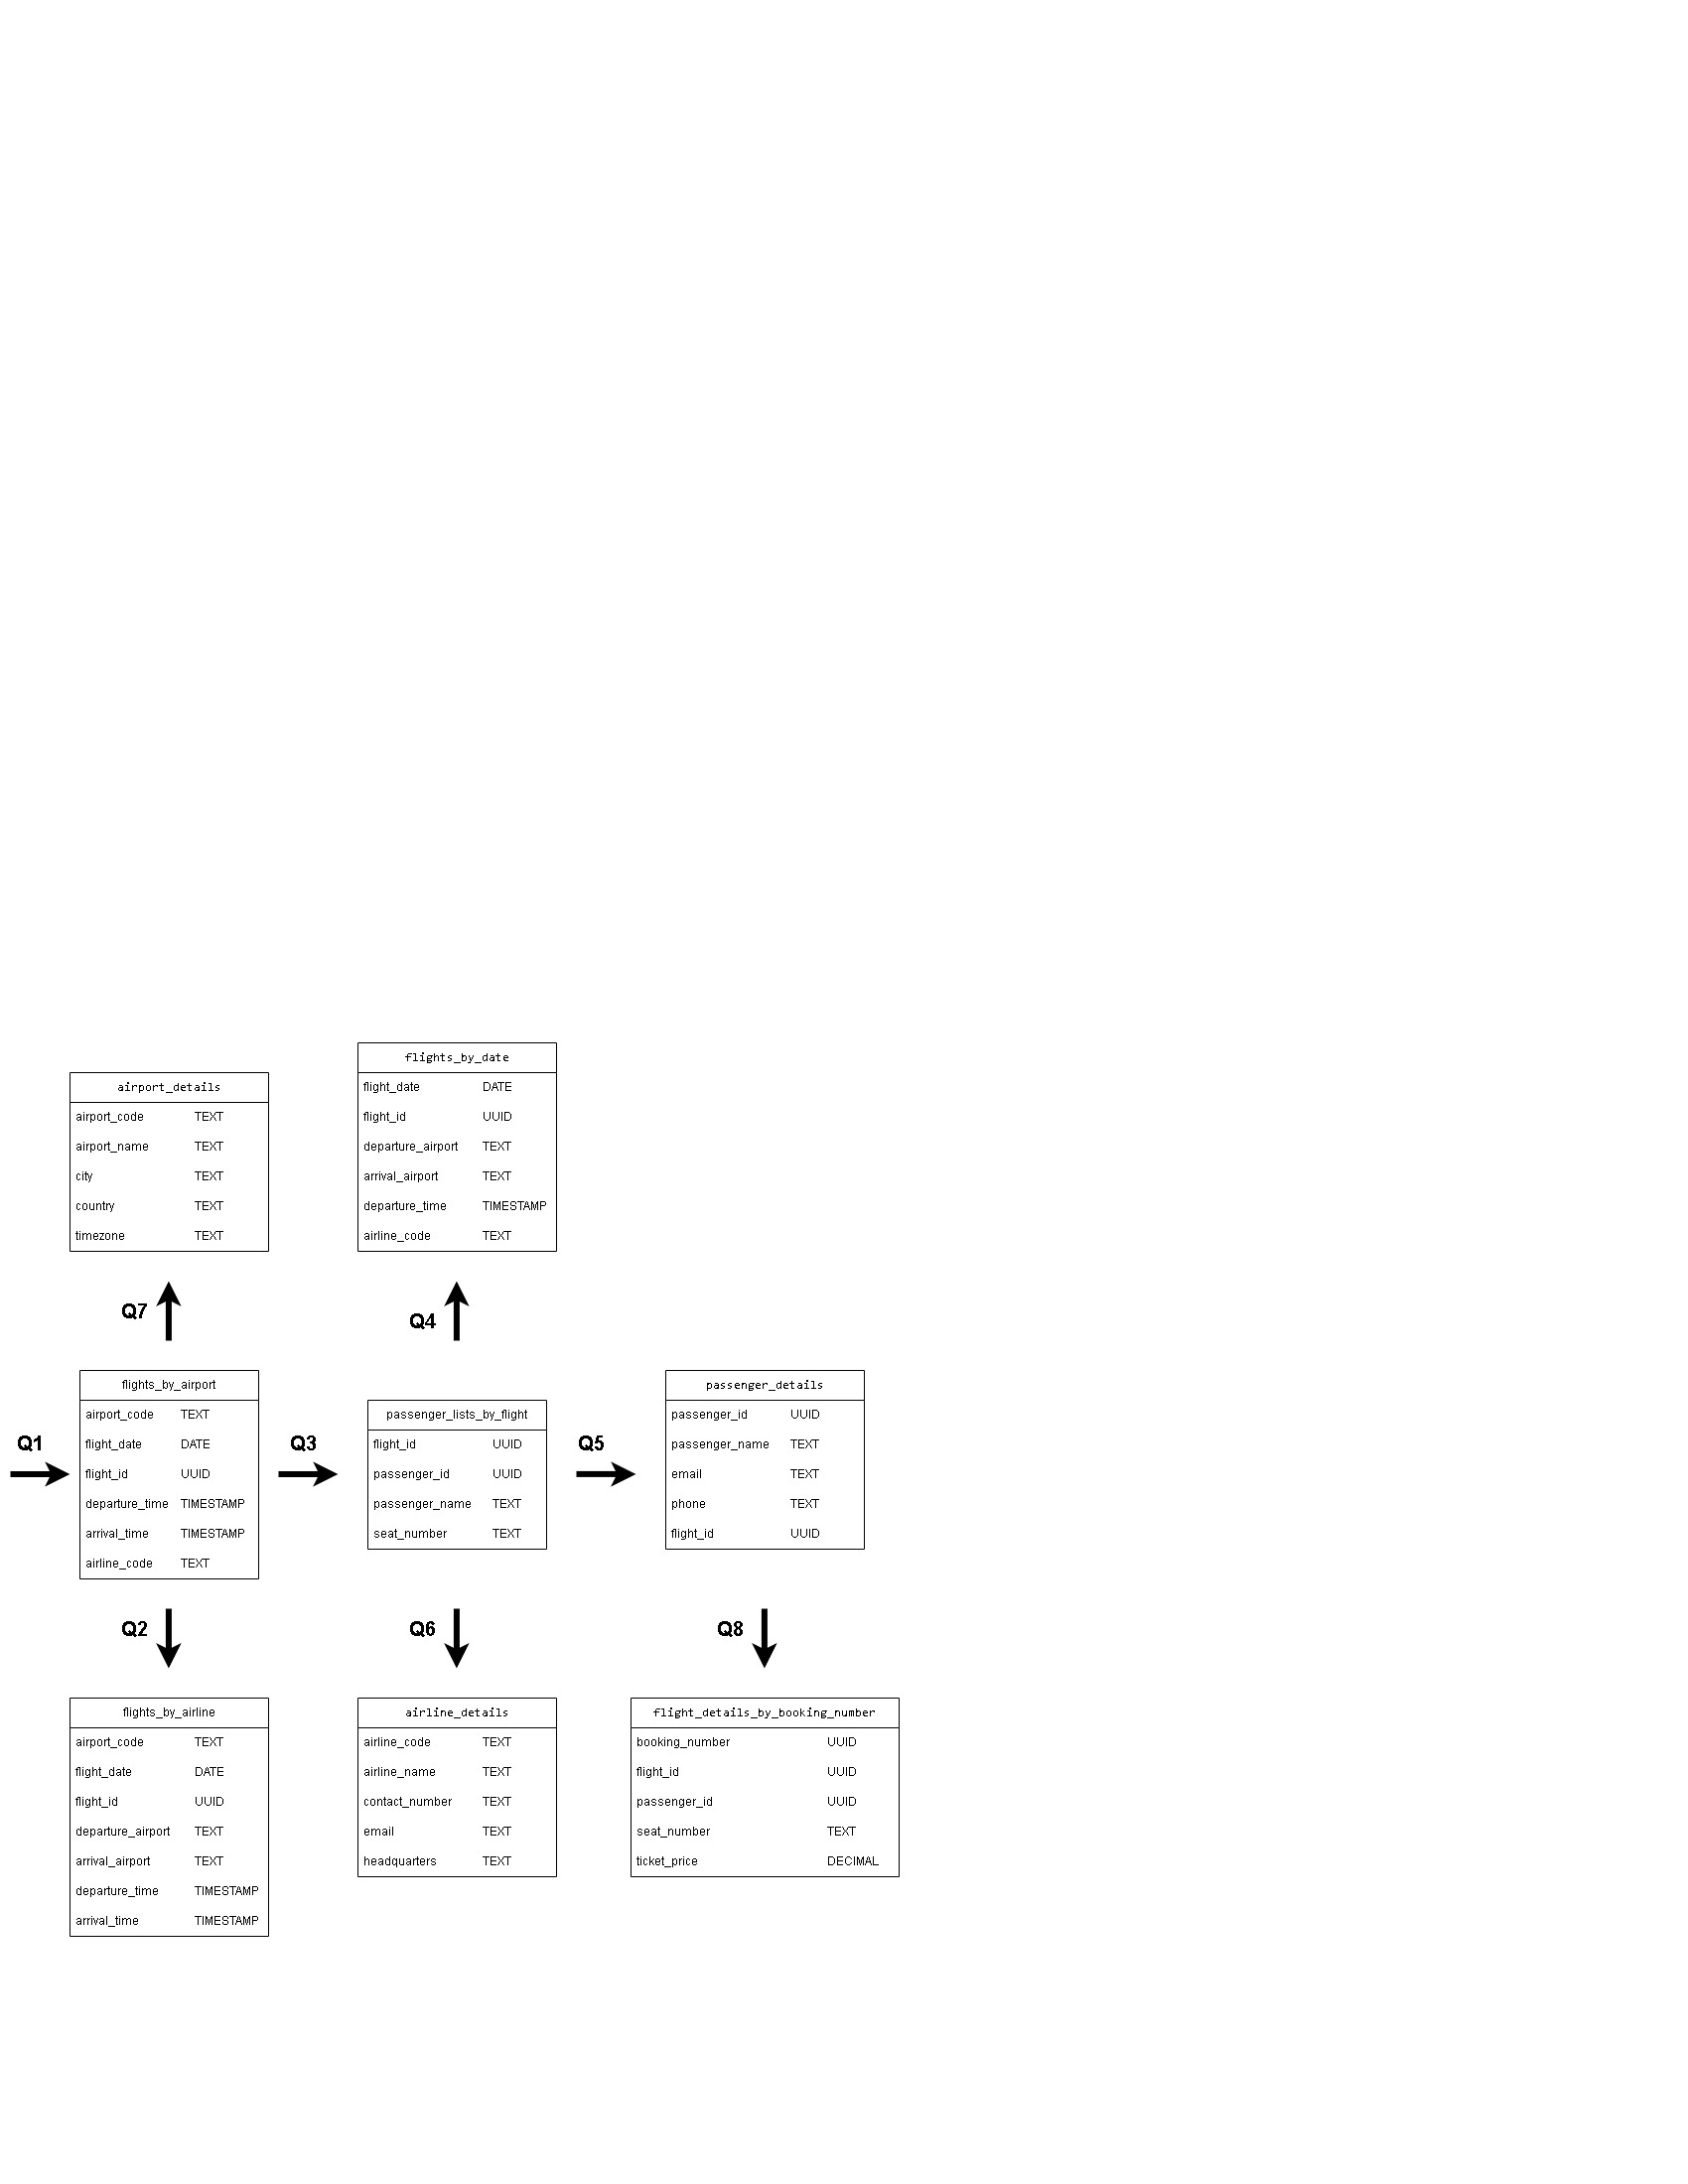 flights_by_date
flight_date DATE
flight_id UUID
departure_airport TEXT
arrival_airport TEXT
departure_time TIMESTAMP
airline_code TEXT
airport_details
airport_code TEXT
airport_name TEXT
city TEXT
country TEXT
timezone TEXT
Q7
Q4
Q1
flights_by_airport
airport_code TEXT
flight_date DATE
flight_id UUID
departure_time TIMESTAMP
arrival_time TIMESTAMP
airline_code TEXT
Q3
passenger_lists_by_flight
flight_id UUID
passenger_id UUID
passenger_name TEXT
seat_number TEXT
Q5
passenger_details
passenger_id UUID
passenger_name TEXT
email TEXT
phone TEXT
flight_id UUID
Q2
Q6
Q8
flights_by_airline
airport_code TEXT
flight_date DATE
flight_id UUID
departure_airport TEXT
arrival_airport TEXT
departure_time TIMESTAMP
arrival_time TIMESTAMP
airline_details
airline_code TEXT
airline_name TEXT
contact_number TEXT
email TEXT
headquarters TEXT
flight_details_by_booking_number
booking_number UUID
flight_id UUID
passenger_id UUID
seat_number TEXT
ticket_price DECIMAL